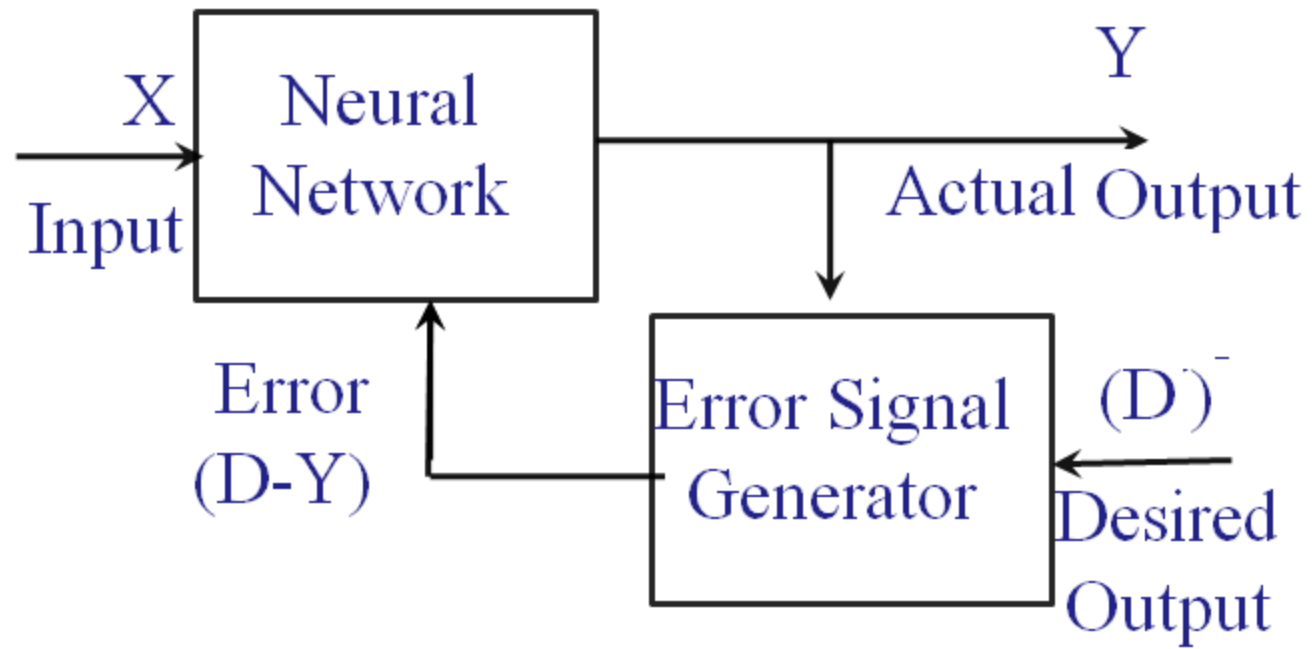 X
Input
Neural
Network
Y
Actual Output
Error
(D-Y)
Error Signal
Generator
(D)
Desired
Output